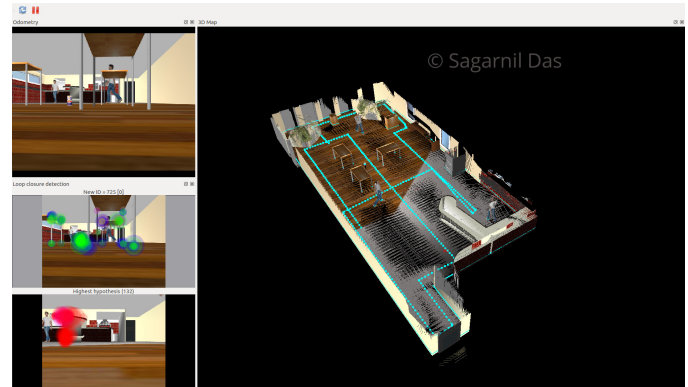 Odometry
3D Map
© Sagarnil Das
Loop closure detection
New ID = 725 [0]
Highest hypothesis (132)